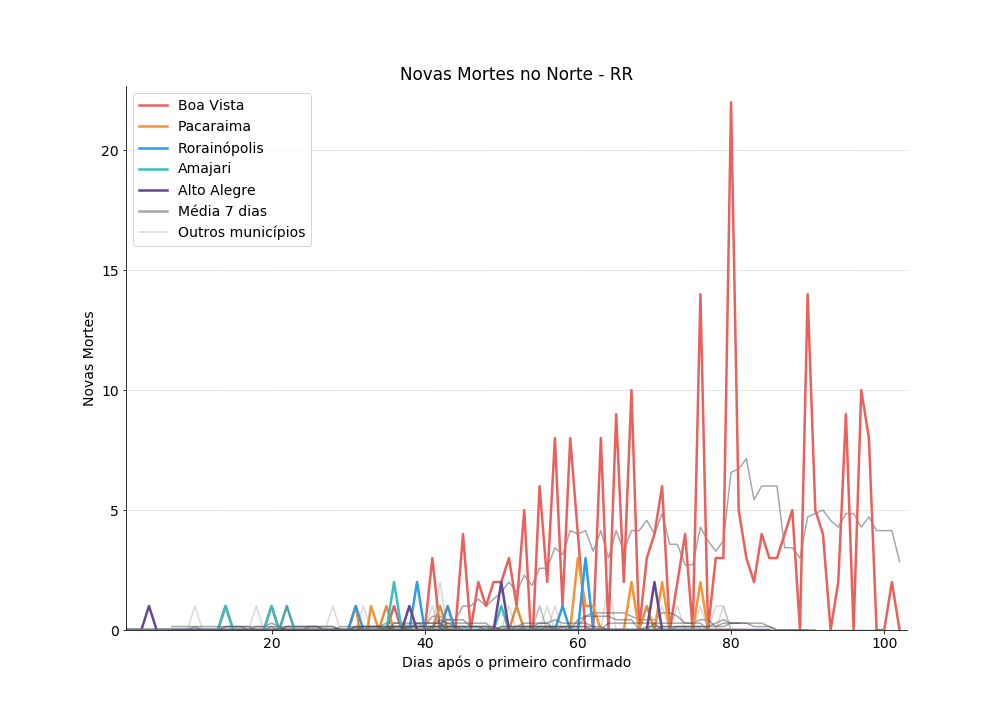 Novas Mortes no Norte - RR
Boa Vista
Pacaraima
Rorainópolis
Amajari
Alto Alegre
Média 7 dias
Outros municípios
Novas Mortes
20
15
10
5
0
20
40
60
80
100
Dias após o primeiro confirmado